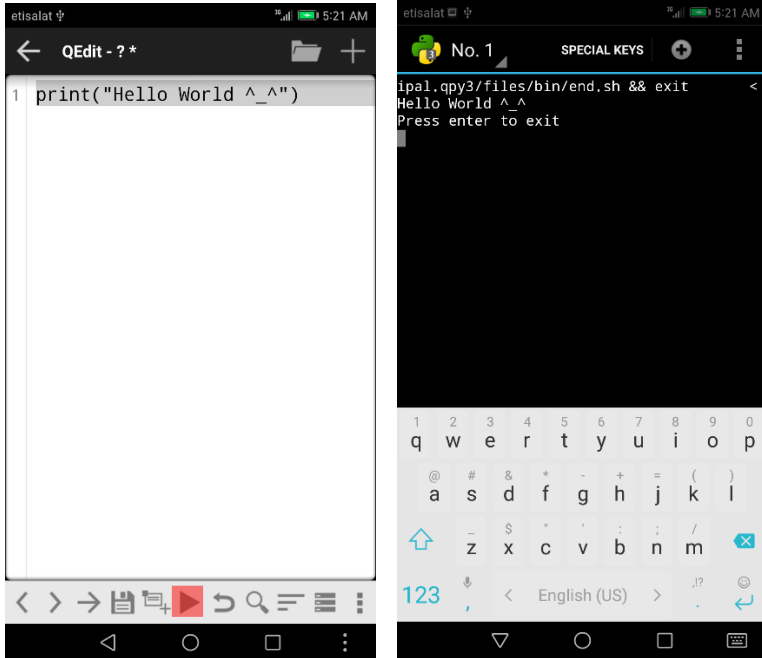 etisalat 3G 5:21 AM
QEdit - ? *
1 print("Hello World ^_^")
etisalat 3G 5:21 AM
No. 1 SPECIAL KEYS
ipal.qpy3/files/bin/end.sh && exit <
Hello World ^_^
Press enter to exit
1 2 3 4 5 6 7 8 9 0
q w e r t y u i o p
@ # & * - + = ( )
a s d f g h j k l
_ $ " ' : ; /
z x c v b n m
123 , < English (US) > ,!? .